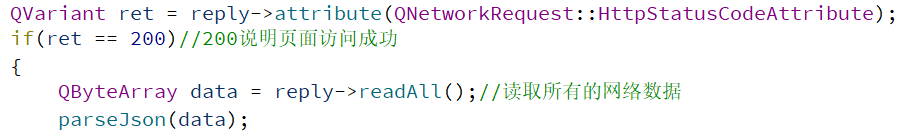 QVariant ret = reply->attribute(QNetworkRequest::HttpStatusCodeAttribute);
if(ret == 200)//200说明页面访问成功
{
    QByteArray data = reply->readAll();//读取所有的网络数据
    parseJson(data);